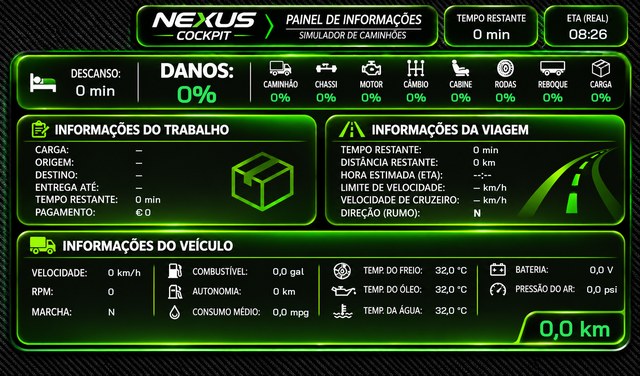 NEXUS COCKPIT
PAINEL DE INFORMAÇÕES
SIMULADOR DE CAMINHÕES
TEMPO RESTANTE
0 min
ETA (REAL)
08:26
DESCANSO:
0 min
DANOS:
0%
CAMINHÃO 0%
CHASSI 0%
MOTOR 0%
CÂMBIO 0%
CABINE 0%
RODAS 0%
REBOQUE 0%
CARGA 0%
INFORMAÇÕES DO TRABALHO
CARGA: –
ORIGEM: –
DESTINO: –
ENTREGA ATÉ: –
TEMPO RESTANTE: 0 min
PAGAMENTO: € 0
INFORMAÇÕES DA VIAGEM
TEMPO RESTANTE: 0 min
DISTÂNCIA RESTANTE: 0 km
HORA ESTIMADA (ETA): --:--
LIMITE DE VELOCIDADE: – km/h
VELOCIDADE DE CRUZEIRO: – km/h
DIREÇÃO (RUMO): N
INFORMAÇÕES DO VEÍCULO
VELOCIDADE: 0 km/h
RPM: 0
MARCHA: N
COMBUSTÍVEL: 0,0 gal
AUTONOMIA: 0 km
CONSUMO MÉDIO: 0,0 mpg
TEMP. DO FREIO: 32,0 °C
TEMP. DO ÓLEO: 32,0 °C
TEMP. DA ÁGUA: 32,0 °C
BATERIA: 0,0 V
PRESSÃO DO AR: 0,0 psi
0,0 km